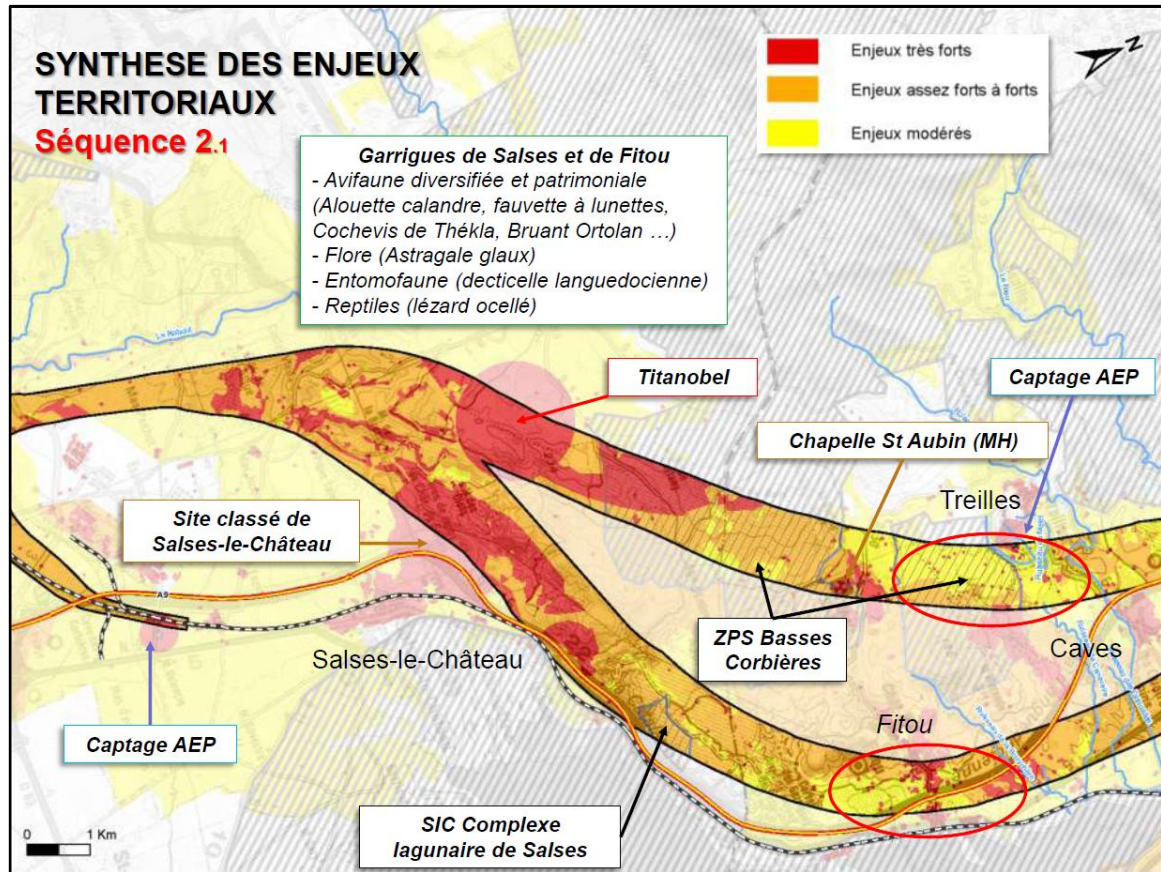 SYNTHESE DES ENJEUX
TERRITORIAUX
Séquence 2.1
Enjeux très forts
Enjeux assez forts à forts
Enjeux modérés
N
Garrigues de Salses et de Fitou
- Avifaune diversifiée et patrimoniale
(Alouette calandre, fauvette à lunettes,
Cochevis de Thékla, Bruant Ortolan …)
- Flore (Astragale glaux)
- Entomofaune (decticelle languedocienne)
- Reptiles (lézard ocellé)
Le Rieu
Titanobel
Captage AEP
Chapelle St Aubin (MH)
Treilles
Site classé de
Salses-le-Château
A9
ZPS Basses
Corbières
Caves
Salses-le-Château
Fitou
Captage AEP
SIC Complexe
lagunaire de Salses
0 1 Km